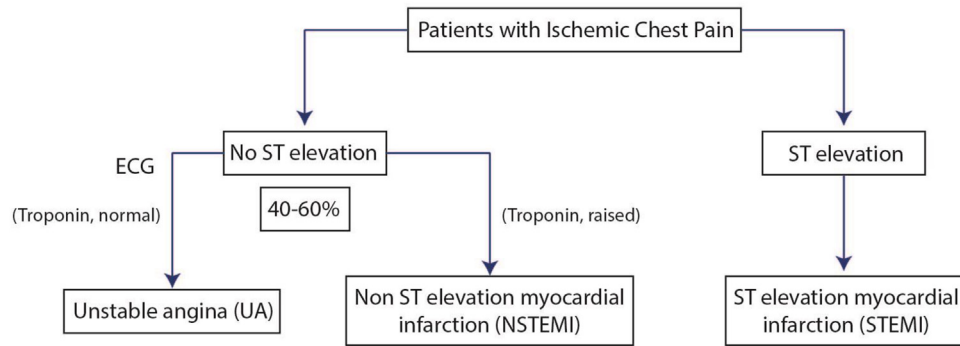 Patients with Ischemic Chest Pain
No ST elevation
ST elevation
ECG
40-60%
(Troponin, normal)
(Troponin, raised)
Unstable angina (UA)
Non ST elevation myocardial
infarction (NSTEMI)
ST elevation myocardial
infarction (STEMI)